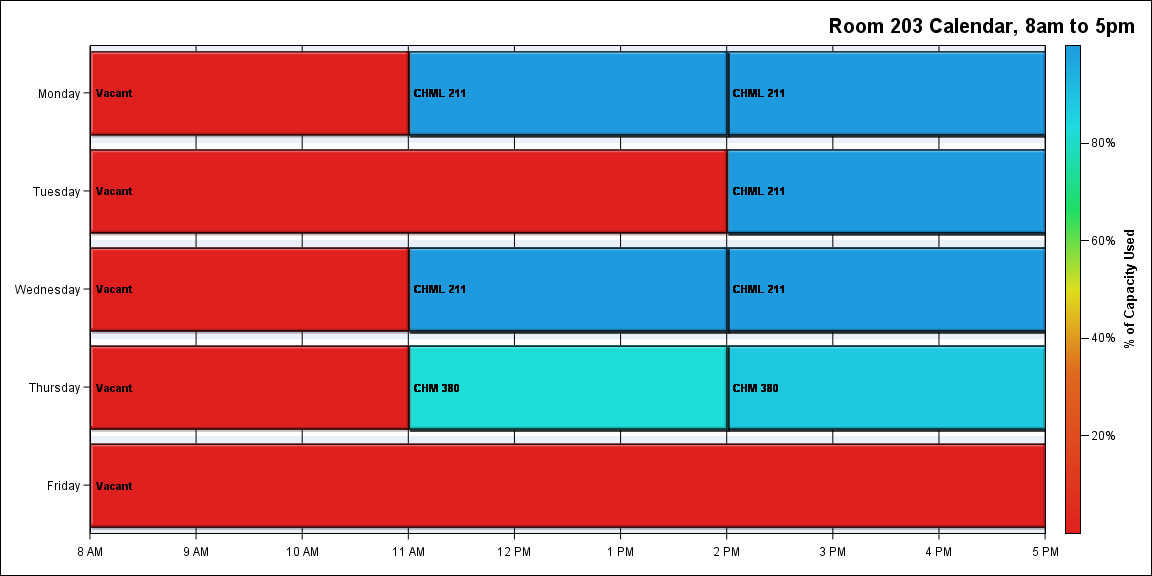 Room 203 Calendar, 8am to 5pm
Monday
Vacant
CHML 211
CHML 211
Tuesday
Vacant
CHML 211
Wednesday
Vacant
CHML 211
CHML 211
Thursday
Vacant
CHM 380
CHM 380
Friday
Vacant
8 AM
9 AM
10 AM
11 AM
12 PM
1 PM
2 PM
3 PM
4 PM
5 PM
80%
60%
40%
20%
% of Capacity Used